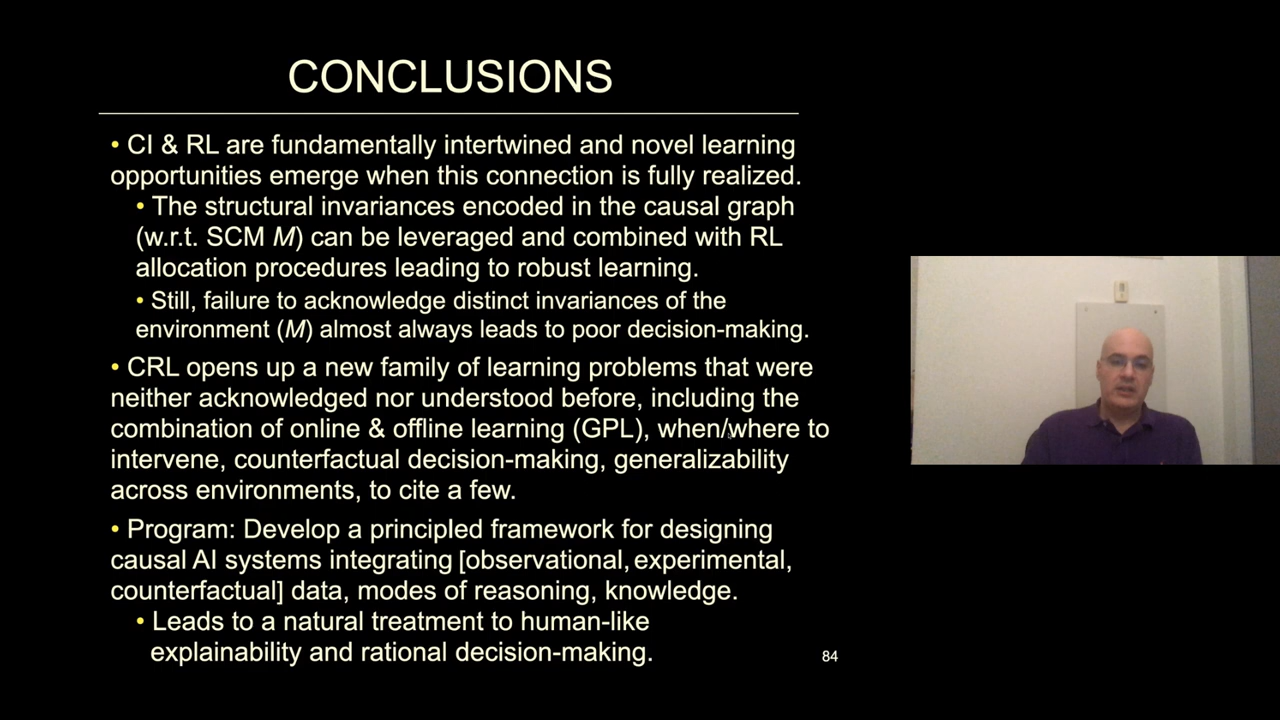 CONCLUSIONS
• CI & RL are fundamentally intertwined and novel learning
opportunities emerge when this connection is fully realized.
• The structural invariances encoded in the causal graph
(w.r.t. SCM M) can be leveraged and combined with RL
allocation procedures leading to robust learning.
• Still, failure to acknowledge distinct invariances of the
environment (M) almost always leads to poor decision-making.
• CRL opens up a new family of learning problems that were
neither acknowledged nor understood before, including the
combination of online & offline learning (GPL), when/where to
intervene, counterfactual decision-making, generalizability
across environments, to cite a few.
• Program: Develop a principled framework for designing
causal AI systems integrating [observational, experimental,
counterfactual] data, modes of reasoning, knowledge.
• Leads to a natural treatment to human-like
explainability and rational decision-making.
84